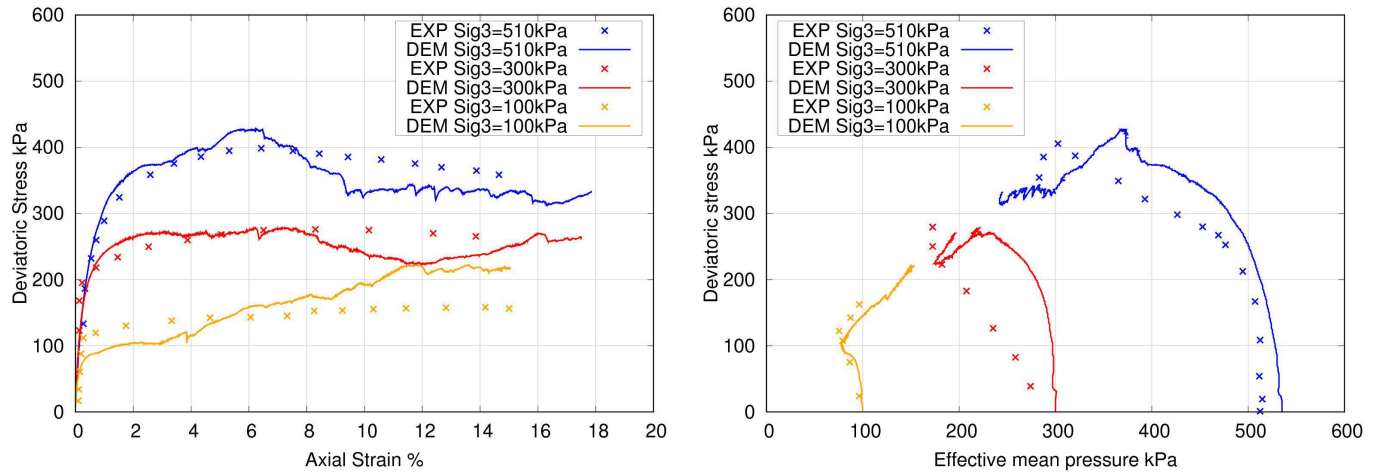 600
500
400
300
200
100
0
Deviatoric Stress kPa
EXP Sig3=510kPa
DEM Sig3=510kPa
EXP Sig3=300kPa
DEM Sig3=300kPa
EXP Sig3=100kPa
DEM Sig3=100kPa
0 2 4 6 8 10 12 14 16 18 20
Axial Strain %
600
500
400
300
200
100
0
Deviatoric stress kPa
EXP Sig3=510kPa
DEM Sig3=510kPa
EXP Sig3=300kPa
DEM Sig3=300kPa
EXP Sig3=100kPa
DEM Sig3=100kPa
0 100 200 300 400 500 600
Effective mean pressure kPa